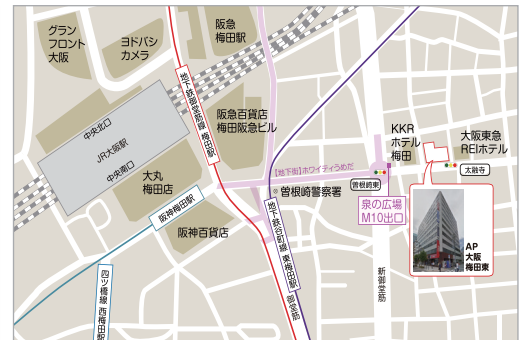 グラン
フロント
大阪
ヨドバシ
カメラ
阪急
梅田駅
地下鉄御堂筋線 梅田駅
中央北口
JR大阪駅
中央南口
阪急百貨店
梅田阪急ビル
KKR
ホテル
梅田
大阪東急
REIホテル
大丸
梅田店
【地下街】ホワイティうめだ
太融寺
曽根崎東
曽根崎警察署
阪神梅田駅
泉の広場
M10出口
阪神百貨店
地下鉄谷町線 東梅田駅
AP
大阪
梅田東
四ツ橋線 西梅田駅
御堂筋
新御堂筋